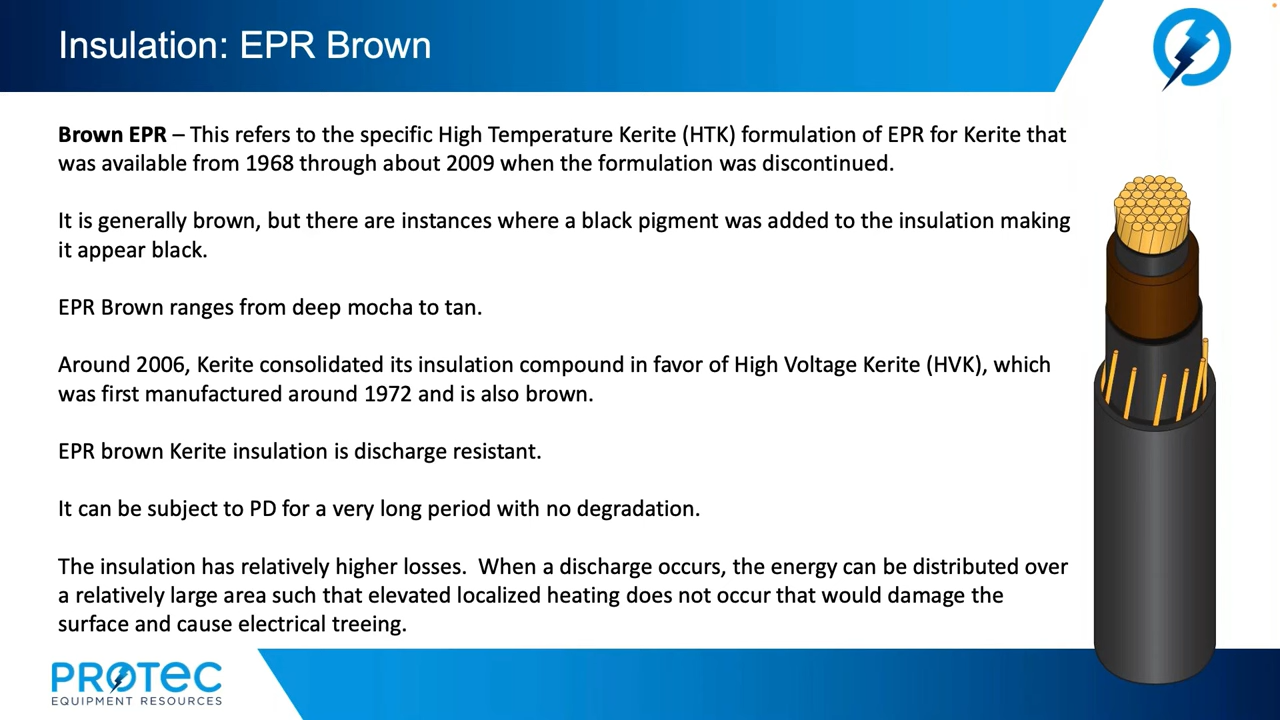 Insulation: EPR Brown
Brown EPR – This refers to the specific High Temperature Kerite (HTK) formulation of EPR for Kerite that
was available from 1968 through about 2009 when the formulation was discontinued.
It is generally brown, but there are instances where a black pigment was added to the insulation making
it appear black.
EPR Brown ranges from deep mocha to tan.
Around 2006, Kerite consolidated its insulation compound in favor of High Voltage Kerite (HVK), which
was first manufactured around 1972 and is also brown.
EPR brown Kerite insulation is discharge resistant.
It can be subject to PD for a very long period with no degradation.
The insulation has relatively higher losses.  When a discharge occurs, the energy can be distributed over
a relatively large area such that elevated localized heating does not occur that would damage the
surface and cause electrical treeing.
PROTEC
EQUIPMENT RESOURCES